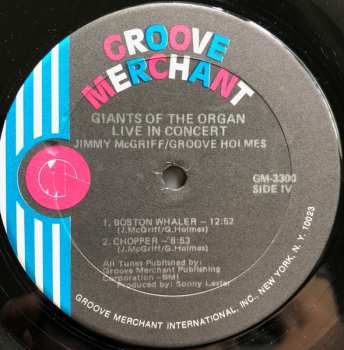 GROOVE
MERCHANT
GIANTS OF THE ORGAN
LIVE IN CONCERT
JIMMY McGRIFF/GROOVE HOLMES
GM-3300
SIDE IV
1. BOSTON WHALER – 12:52
(J.McGriff/G.Holmes)
2. CHOPPER – 8:53
(J.McGriff/G.Holmes)
All Tunes Published by:
Groove Merchant Publishing
Corporation – BMI
Produced by: Sonny Lester
GROOVE MERCHANT INTERNATIONAL, INC., NEW YORK, N. Y. 10023